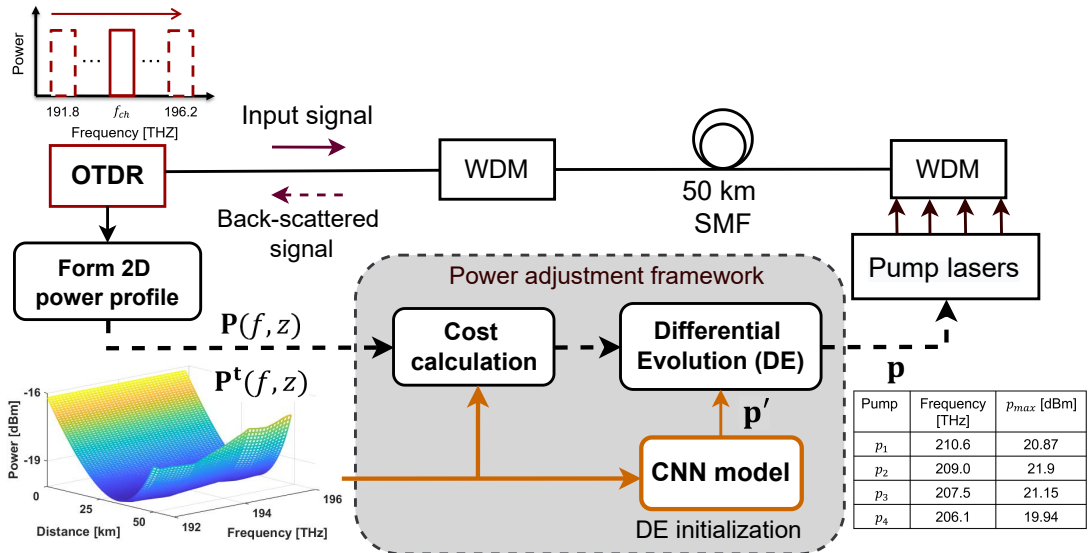 Power
191.8
f_ch
196.2
Frequency [THZ]
...
...
OTDR
Input signal
Back-scattered
signal
WDM
50 km
SMF
WDM
Pump lasers
Form 2D
power profile
P(f, z)
P^t(f, z)
Power adjustment framework
Cost
calculation
Differential
Evolution (DE)
p
p′
CNN model
DE initialization
Power [dBm]
-16
-19
0
25
50
Distance [km]
192
194
196
Frequency [THz]
Pump Frequency [THz] p_max [dBm]
p_1 210.6 20.87
p_2 209.0 21.9
p_3 207.5 21.15
p_4 206.1 19.94